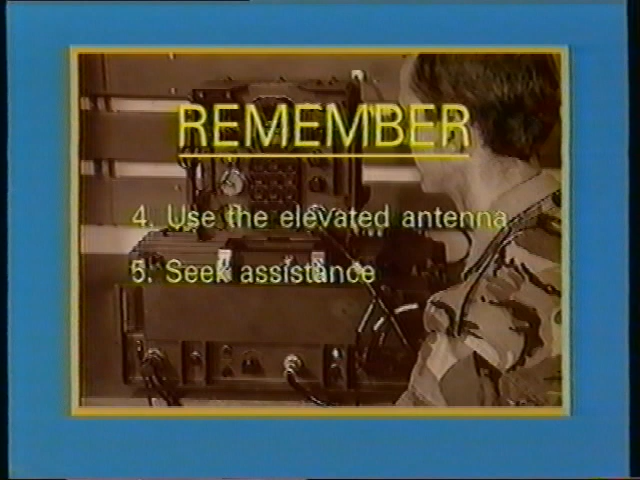 REMEMBER
4. Use the elevated antenna
5. Seek assistance